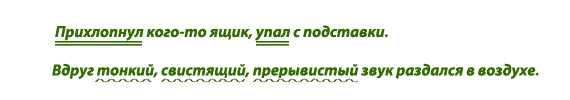 Прихлопнул кого-то ящик, упал с подставки.
Вдруг тонкий, свистящий, прерывистый звук раздался в воздухе.